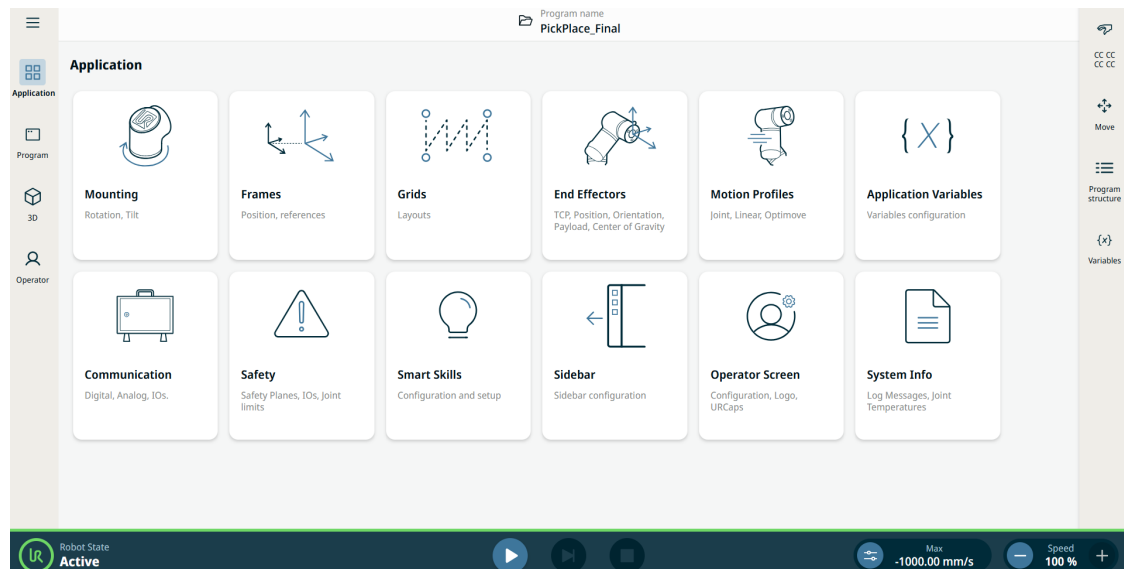 Program name
PickPlace_Final
Application
Application
Program
3D
Operator
Mounting
Rotation, Tilt
Frames
Position, references
Grids
Layouts
End Effectors
TCP, Position, Orientation,
Payload, Center of Gravity
Motion Profiles
Joint, Linear, Optimove
Application Variables
Variables configuration
Communication
Digital, Analog, IOs.
Safety
Safety Planes, IOs, Joint
limits
Smart Skills
Configuration and setup
Sidebar
Sidebar configuration
Operator Screen
Configuration, Logo,
URCaps
System Info
Log Messages, Joint
Temperatures
CC CC
CC CC
Move
Program
structure
{x}
Variables
UR
Robot State
Active
Max
-1000.00 mm/s
Speed
100 %